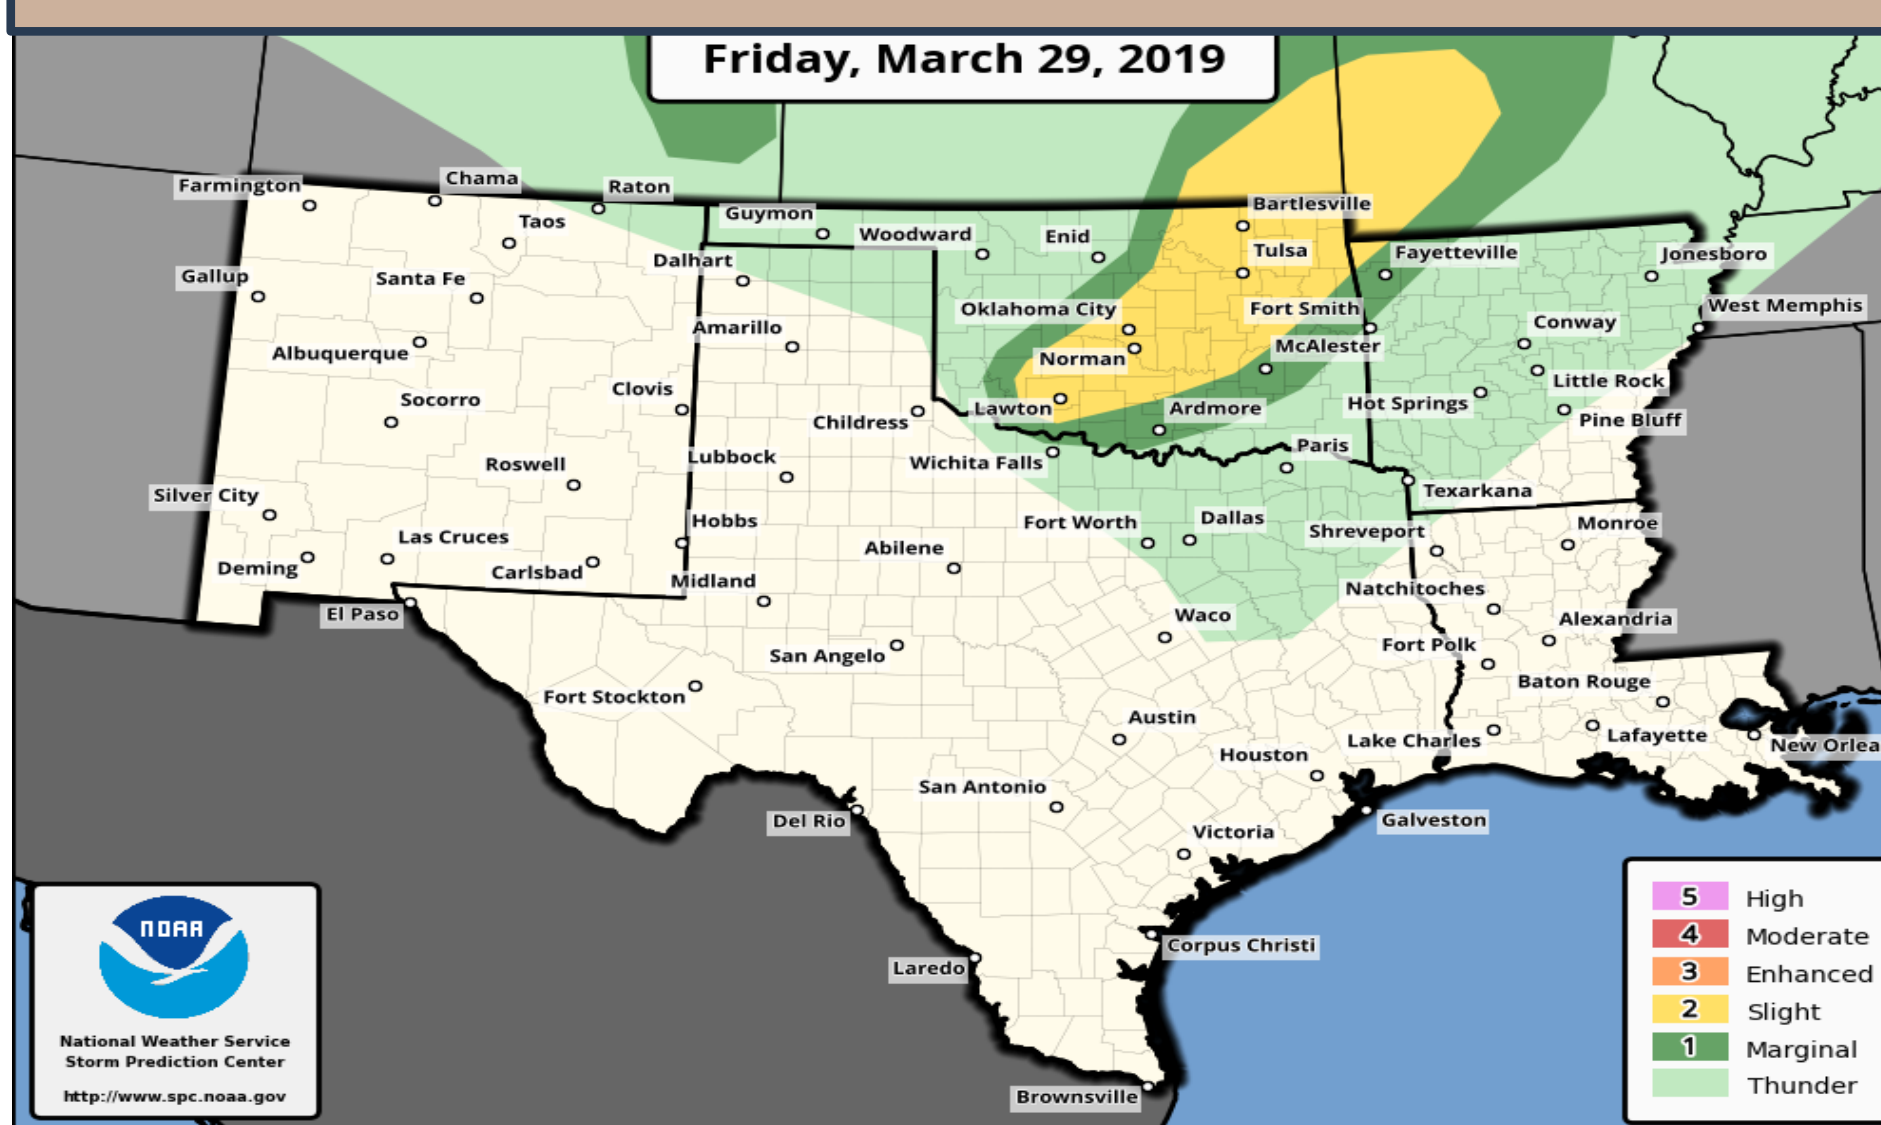 Friday, March 29, 2019
Farmington
Chama
Raton
Taos
Guymon
Woodward
Enid
Bartlesville
Tulsa
Fayetteville
Jonesboro
Gallup
Santa Fe
Dalhart
Oklahoma City
Fort Smith
West Memphis
Albuquerque
Amarillo
Norman
McAlester
Conway
Socorro
Clovis
Childress
Lawton
Ardmore
Hot Springs
Little Rock
Pine Bluff
Roswell
Lubbock
Wichita Falls
Paris
Silver City
Texarkana
Las Cruces
Hobbs
Abilene
Fort Worth
Dallas
Shreveport
Monroe
Deming
Carlsbad
Midland
El Paso
Natchitoches
Waco
Alexandria
San Angelo
Fort Polk
Fort Stockton
Baton Rouge
Austin
Houston
Lake Charles
Lafayette
New Orlea
San Antonio
Del Rio
Victoria
Galveston
Corpus Christi
Laredo
Brownsville
NOAA
National Weather Service
Storm Prediction Center
http://www.spc.noaa.gov
5 High
4 Moderate
3 Enhanced
2 Slight
1 Marginal
Thunder